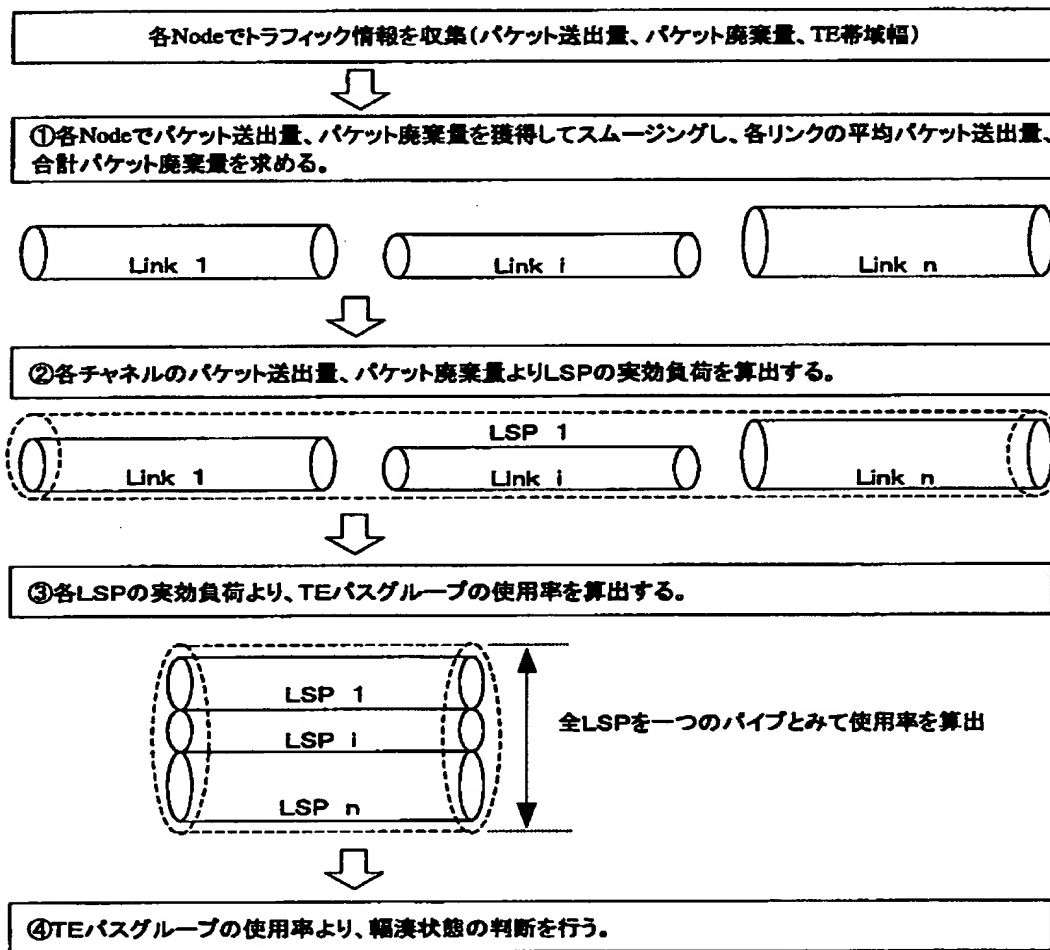 各Nodeでトラフィック情報を収集(パケット送出量、パケット廃棄量、TE帯域幅)
①各Nodeでパケット送出量、パケット廃棄量を獲得してスムージングし、各リンクの平均パケット送出量、
合計パケット廃棄量を求める。
Link 1
Link i
Link n
②各チャネルのパケット送出量、パケット廃棄量よりLSPの実効負荷を算出する。
LSP 1
Link 1
Link i
Link n
③各LSPの実効負荷より、TEパスグループの使用率を算出する。
LSP 1
LSP i
LSP n
全LSPを一つのパイプとみて使用率を算出
④TEパスグループの使用率より、輻湊状態の判断を行う。